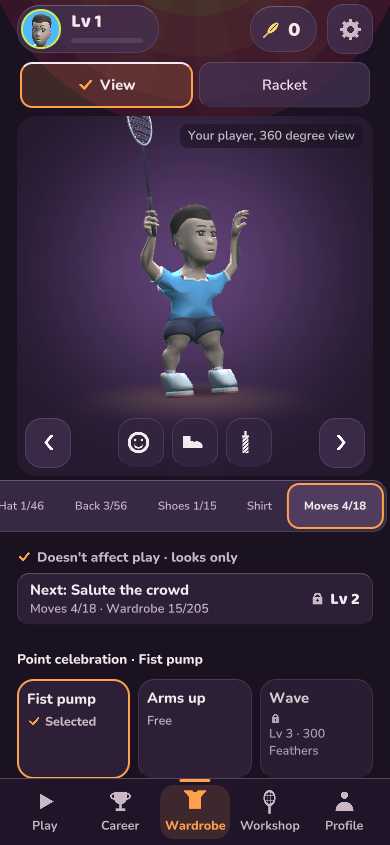 Lv 1
0
View
Racket
Your player, 360 degree view
Hat 1/46
Back 3/56
Shoes 1/15
Shirt
Moves 4/18
Doesn't affect play · looks only
Next: Salute the crowd
Moves 4/18 · Wardrobe 15/205
Lv 2
Point celebration · Fist pump
Fist pump
Selected
Arms up
Free
Wave
Lv 3 · 300
Feathers
Play
Career
Wardrobe
Workshop
Profile